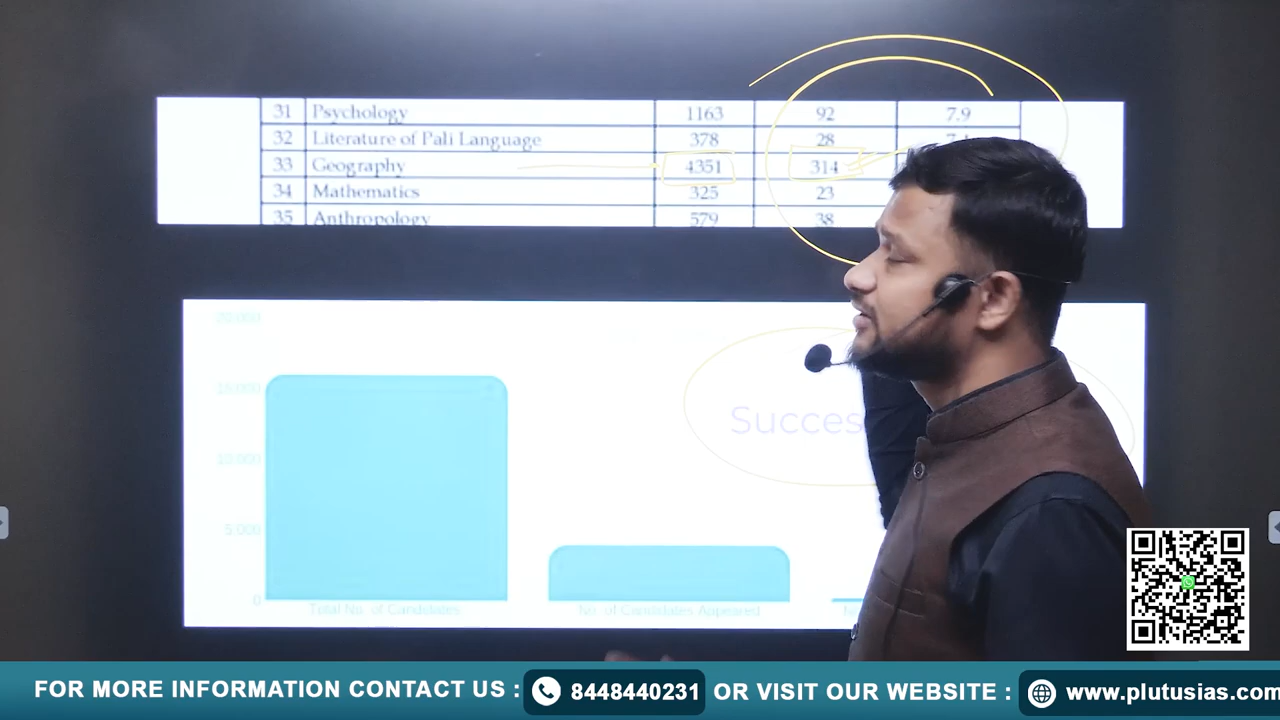 31 Psychology 1163 92 7.9
32 Literature of Pali Language 378 28
33 Geography 4351 314
34 Mathematics 325 23
35 Anthropology 579 38
20,000
15,000
10,000
5,000
0
Succes
Total No. of Candidates No. of Candidates Appeared
FOR MORE INFORMATION CONTACT US : 8448440231 OR VISIT OUR WEBSITE : www.plutusias.com